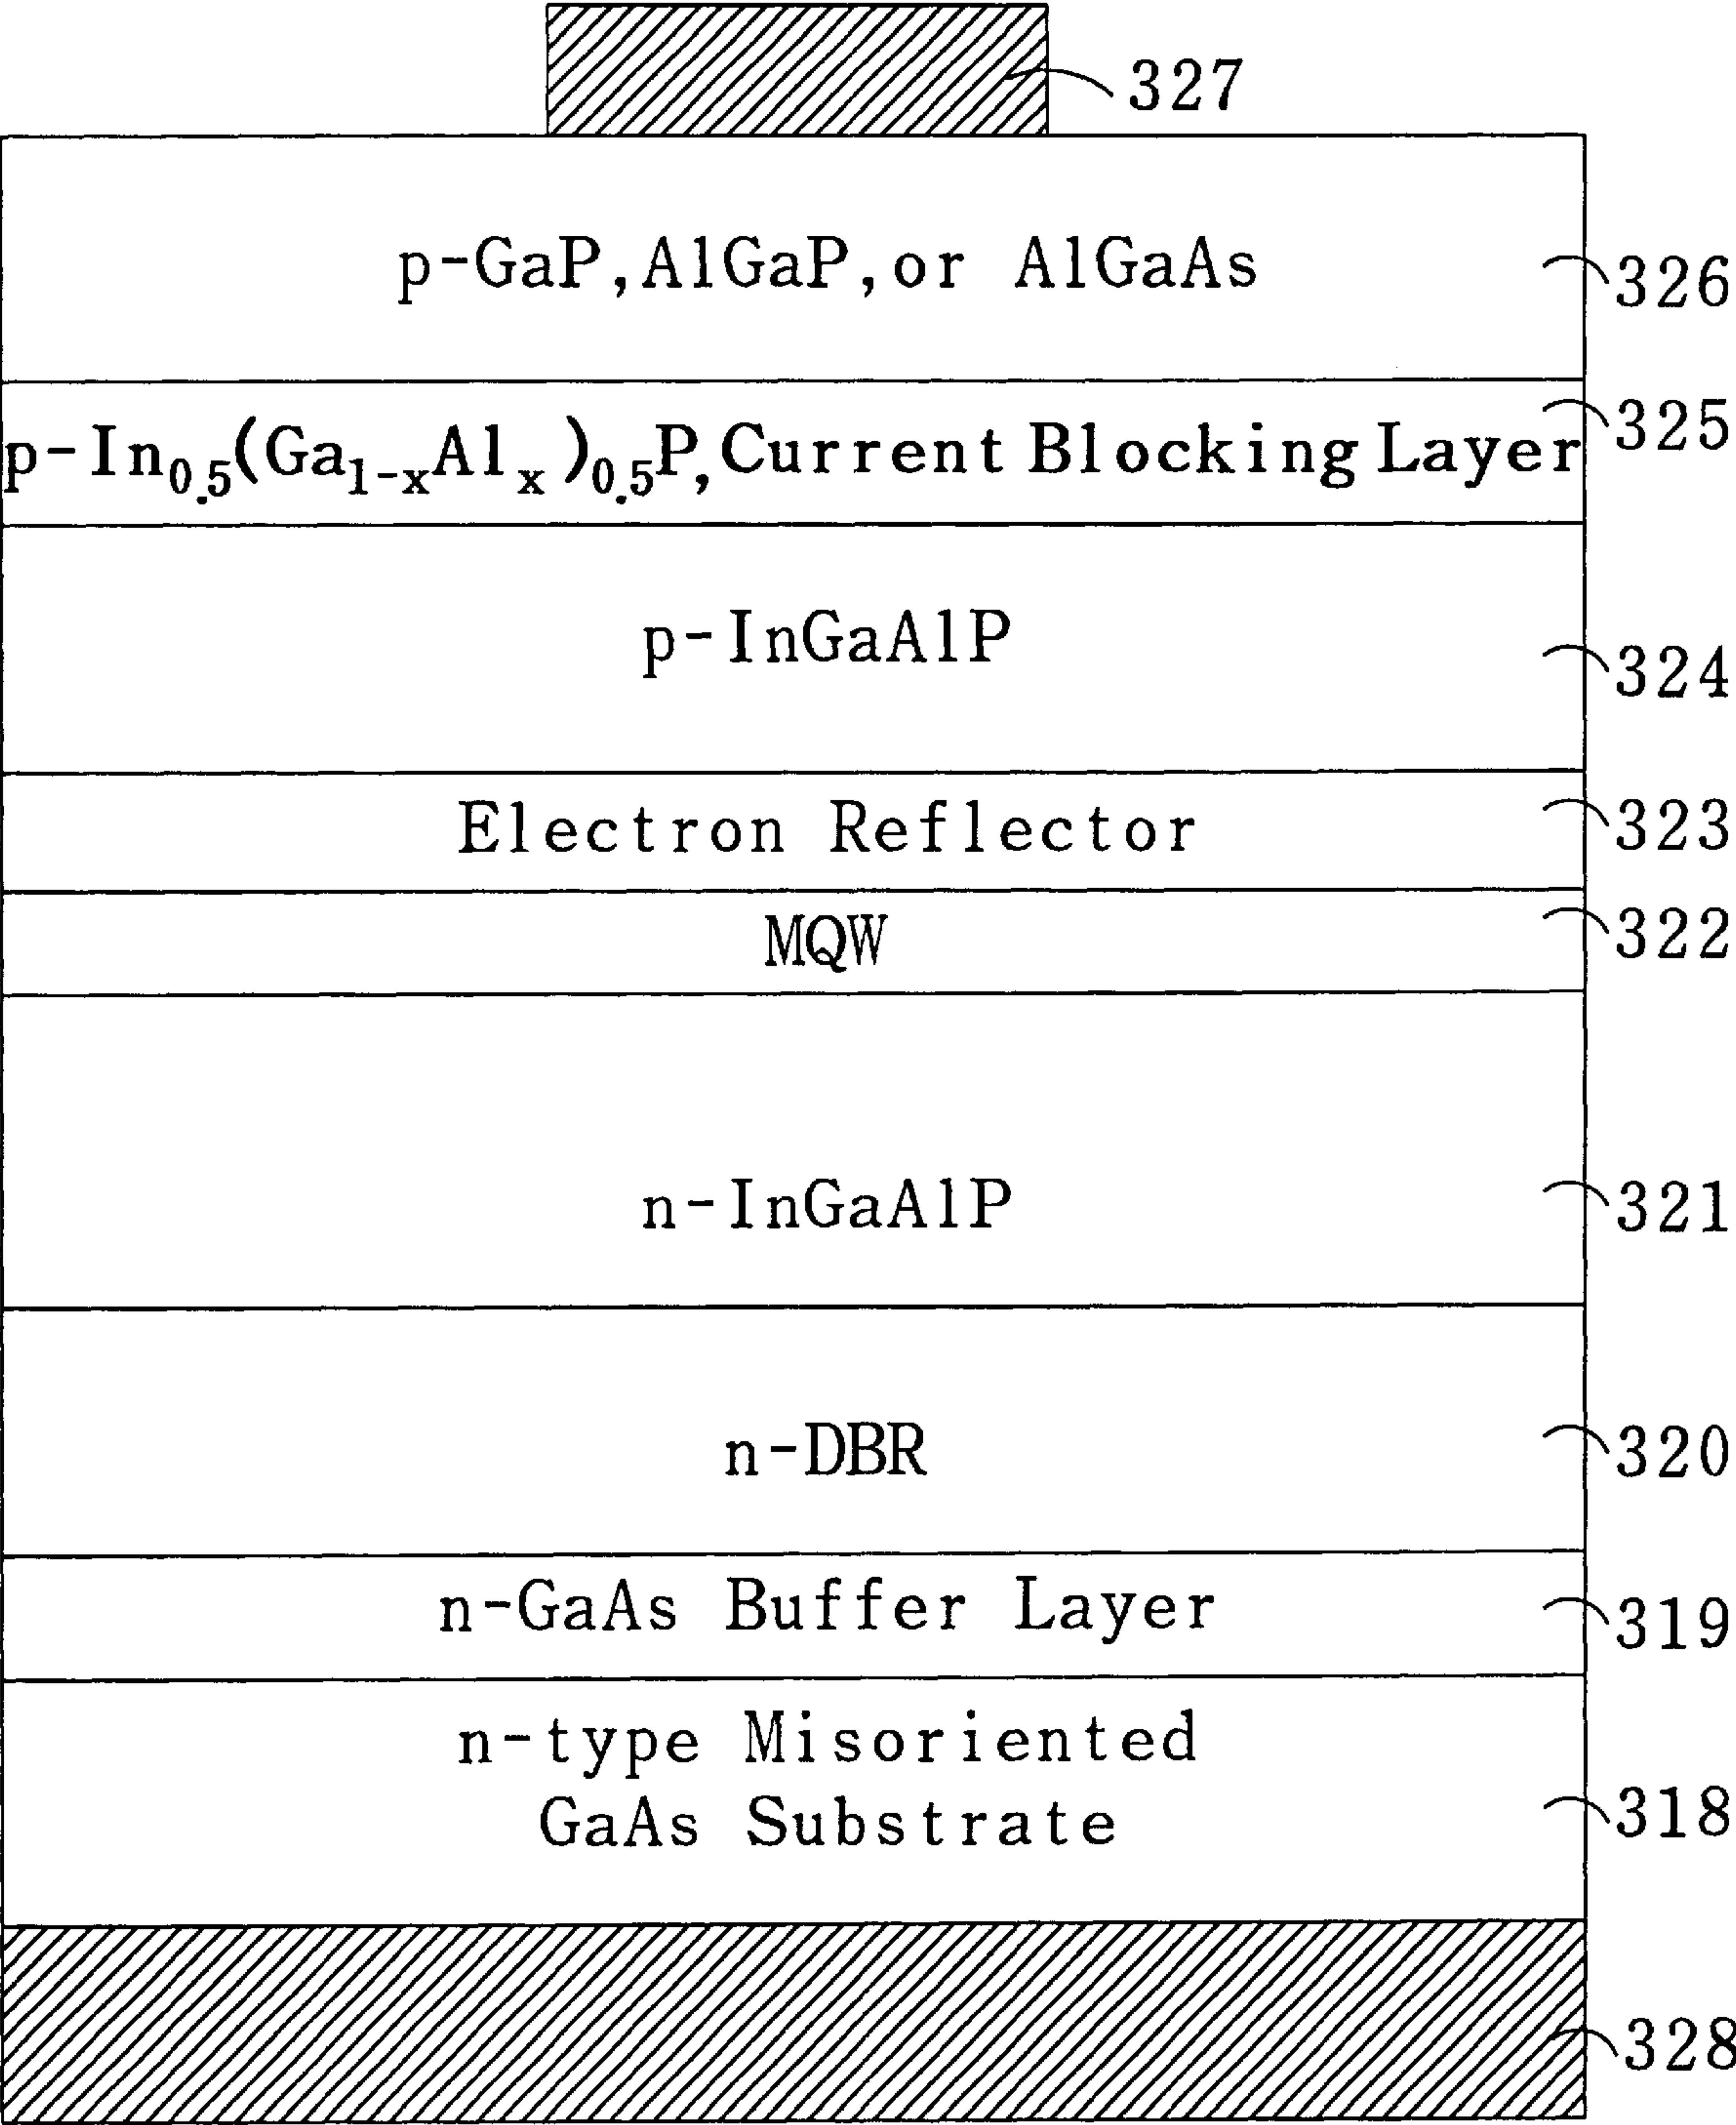 327
p-GaP,AlGaP,or AlGaAs 326
p-In0.5(Ga1-xAlx)0.5P,Current Blocking Layer 325
p-InGaAlP 324
Electron Reflector 323
MQW 322
n-InGaAlP 321
n-DBR 320
n-GaAs Buffer Layer 319
n-type Misoriented
GaAs Substrate 318
328